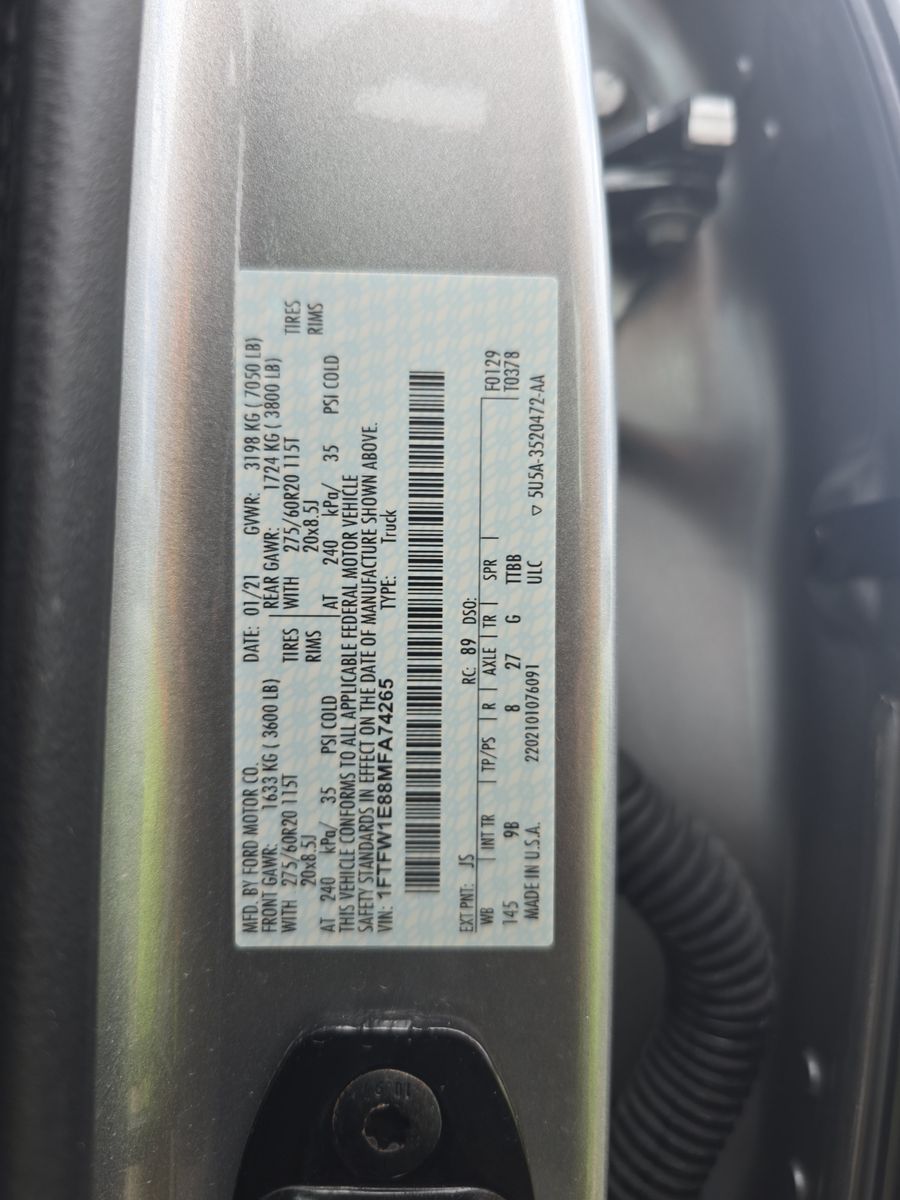 MFD. BY FORD MOTOR CO. DATE: 01/21 GVWR: 3198 KG ( 7050 LB)
FRONT GAWR: 1633 KG ( 3600 LB) REAR GAWR: 1724 KG ( 3800 LB)
WITH 275/60R20 115T TIRES WITH 275/60R20 115T TIRES
20x8.5J RIMS 20x8.5J RIMS
AT 240 kPa/ 35 PSI COLD AT 240 kPa/ 35 PSI COLD
THIS VEHICLE CONFORMS TO ALL APPLICABLE FEDERAL MOTOR VEHICLE
SAFETY STANDARDS IN EFFECT ON THE DATE OF MANUFACTURE SHOWN ABOVE.
VIN: 1FTFW1E88MFA74265 TYPE: Truck
EXT PNT: JS RC: 89 DSO:
WB INT TR TP/PS R AXLE TR SPR F0129
145 9B 8 27 G TTBB T0378
MADE IN U.S.A. 2202101076091 ULC ▽ 5U5A-3520472-AA